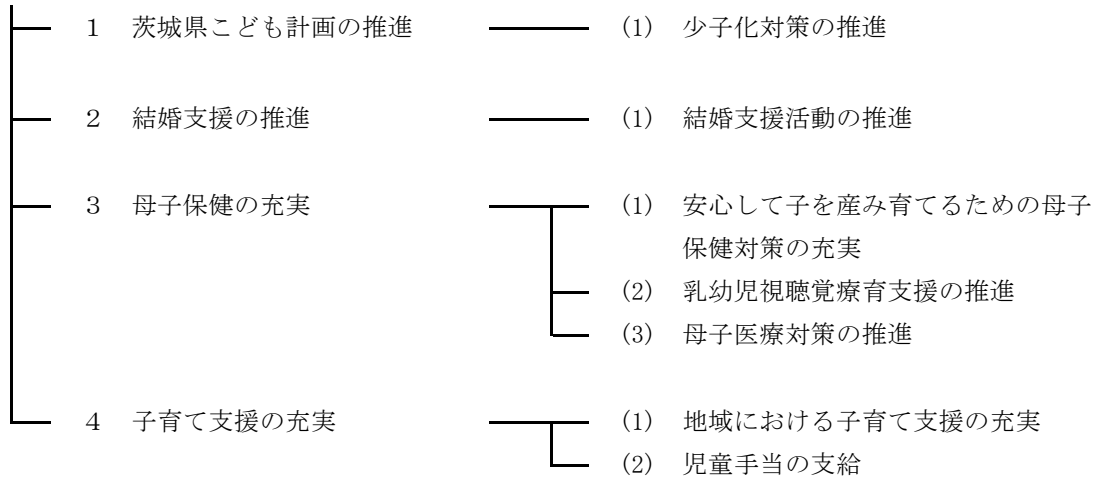 1 茨城県こども計画の推進 (1) 少子化対策の推進
2 結婚支援の推進 (1) 結婚支援活動の推進
3 母子保健の充実 (1) 安心して子を産み育てるための母子
保健対策の充実
(2) 乳幼児視聴覚療育支援の推進
(3) 母子医療対策の推進
4 子育て支援の充実 (1) 地域における子育て支援の充実
(2) 児童手当の支給